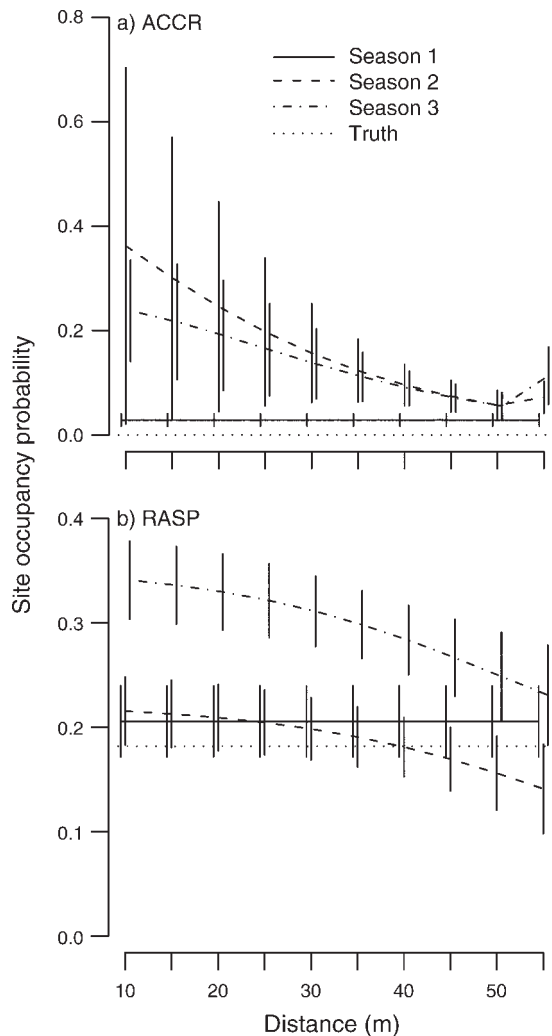 a) ACCR
Season 1
Season 2
Season 3
Truth
0.8
0.6
0.4
0.2
0.0
Site occupancy probability
b) RASP
0.4
0.3
0.2
0.1
0.0
10 20 30 40 50
Distance (m)